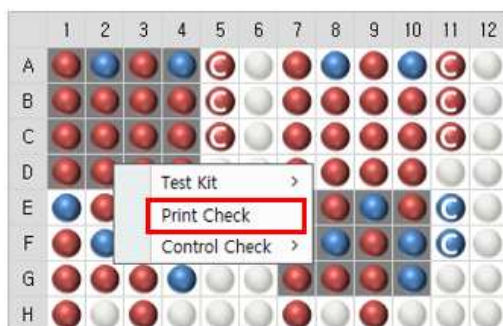 1 2 3 4 5 6 7 8 9 10 11 12
A C C
B C C
C C C
D
Test Kit >
E C
Print Check
F C
Control Check >
G
H